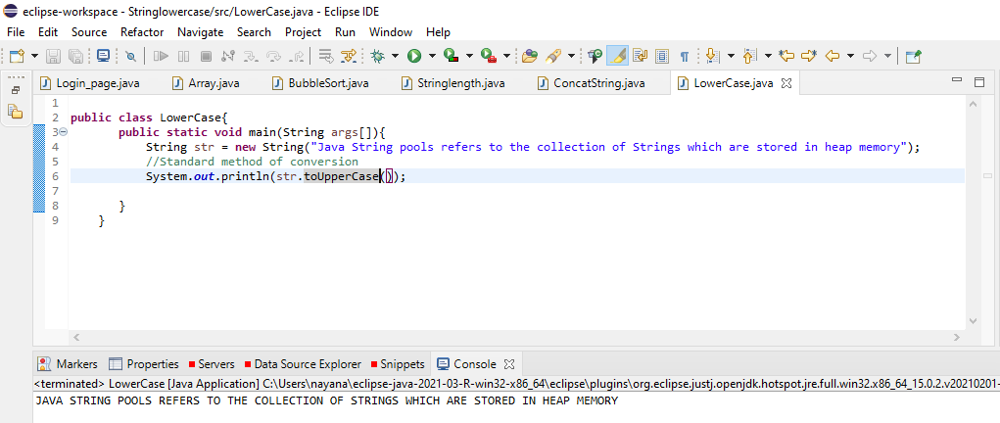 eclipse-workspace - Stringlowercase/src/LowerCase.java - Eclipse IDE
File Edit Source Refactor Navigate Search Project Run Window Help
Login_page.java Array.java BubbleSort.java Stringlength.java ConcatString.java LowerCase.java
1
2 public class LowerCase{
3 public static void main(String args[]){
4 String str = new String("Java String pools refers to the collection of Strings which are stored in heap memory");
5 //Standard method of conversion
6 System.out.println(str.toUpperCase());
7
8 }
9 }
Markers Properties Servers Data Source Explorer Snippets Console
<terminated> LowerCase [Java Application] C:\Users\nayana\eclipse-java-2021-03-R-win32-x86_64\eclipse\plugins\org.eclipse.justj.openjdk.hotspot.jre.full.win32.x86_64_15.0.2.v20210201-
JAVA STRING POOLS REFERS TO THE COLLECTION OF STRINGS WHICH ARE STORED IN HEAP MEMORY